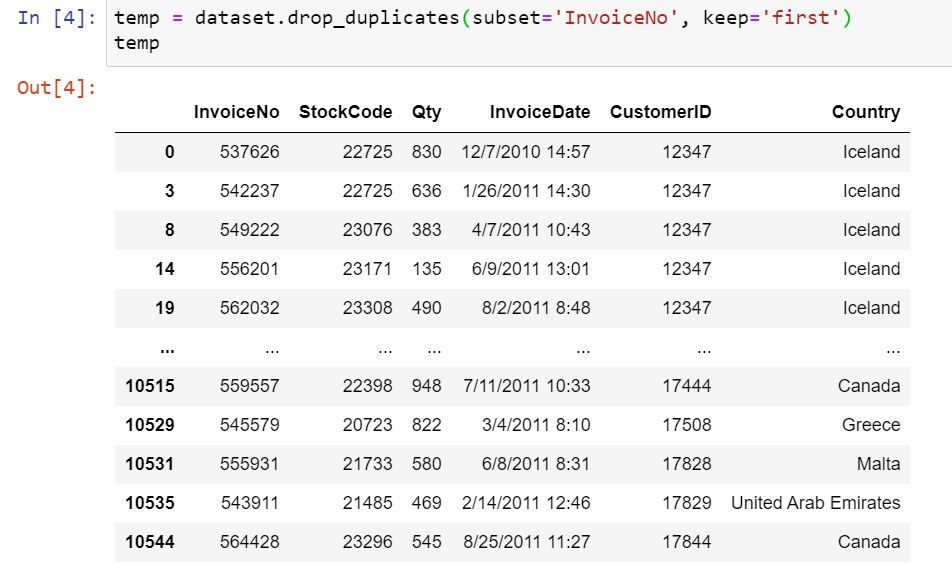 In [4]: temp = dataset.drop_duplicates(subset='InvoiceNo', keep='first')
temp
Out[4]:
InvoiceNo StockCode Qty InvoiceDate CustomerID Country
0 537626 22725 830 12/7/2010 14:57 12347 Iceland
3 542237 22725 636 1/26/2011 14:30 12347 Iceland
8 549222 23076 383 4/7/2011 10:43 12347 Iceland
14 556201 23171 135 6/9/2011 13:01 12347 Iceland
19 562032 23308 490 8/2/2011 8:48 12347 Iceland
... ... ... ... ... ... ...
10515 559557 22398 948 7/11/2011 10:33 17444 Canada
10529 545579 20723 822 3/4/2011 8:10 17508 Greece
10531 555931 21733 580 6/8/2011 8:31 17828 Malta
10535 543911 21485 469 2/14/2011 12:46 17829 United Arab Emirates
10544 564428 23296 545 8/25/2011 11:27 17844 Canada